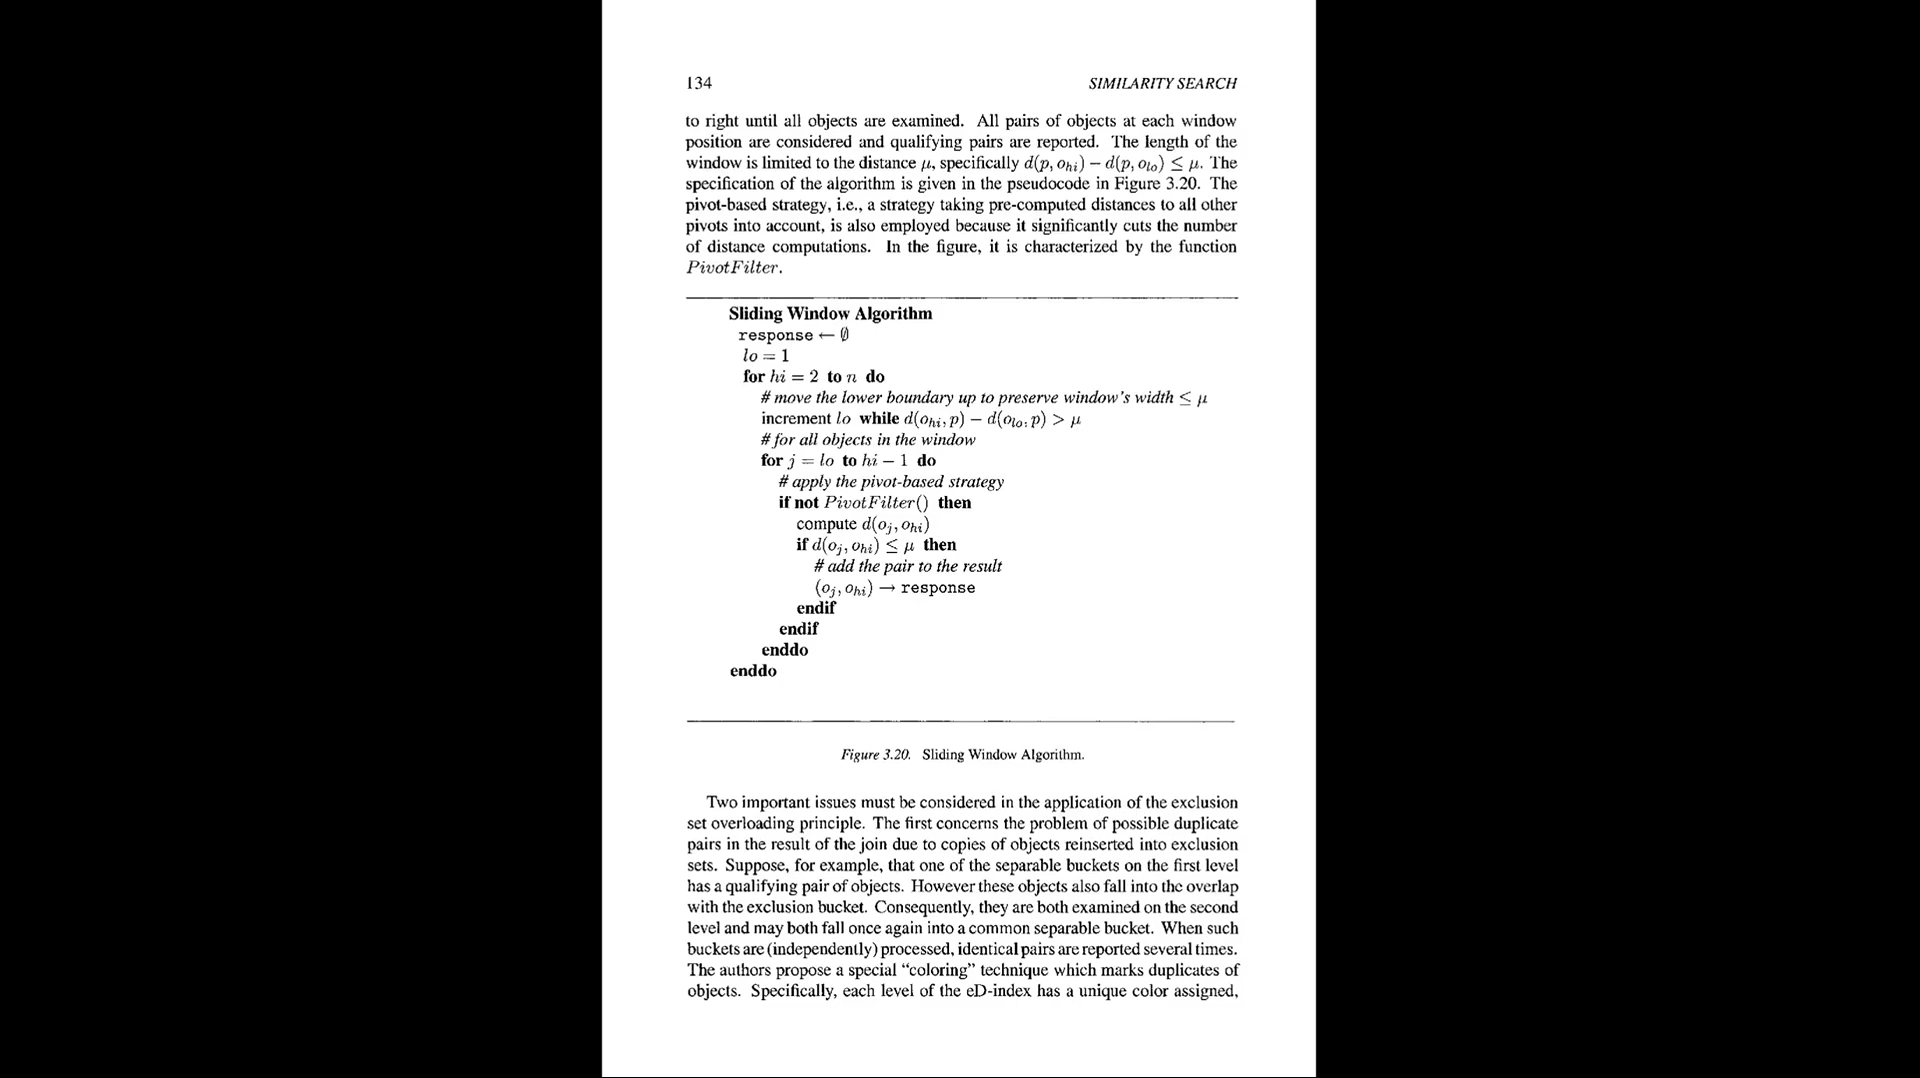 134 SIMILARITY SEARCH
to right until all objects are examined. All pairs of objects at each window
position are considered and qualifying pairs are reported. The length of the
window is limited to the distance μ, specifically d(p, o_hi) − d(p, o_lo) ≤ μ. The
specification of the algorithm is given in the pseudocode in Figure 3.20. The
pivot-based strategy, i.e., a strategy taking pre-computed distances to all other
pivots into account, is also employed because it significantly cuts the number
of distance computations. In the figure, it is characterized by the function
PivotFilter.
Sliding Window Algorithm
response ← ∅
lo = 1
for hi = 2 to n do
# move the lower boundary up to preserve window's width ≤ μ
increment lo while d(o_hi, p) − d(o_lo, p) > μ
# for all objects in the window
for j = lo to hi − 1 do
# apply the pivot-based strategy
if not PivotFilter() then
compute d(o_j, o_hi)
if d(o_j, o_hi) ≤ μ then
# add the pair to the result
(o_j, o_hi) → response
endif
endif
enddo
enddo
Figure 3.20. Sliding Window Algorithm.
Two important issues must be considered in the application of the exclusion
set overloading principle. The first concerns the problem of possible duplicate
pairs in the result of the join due to copies of objects reinserted into exclusion
sets. Suppose, for example, that one of the separable buckets on the first level
has a qualifying pair of objects. However these objects also fall into the overlap
with the exclusion bucket. Consequently, they are both examined on the second
level and may both fall once again into a common separable bucket. When such
buckets are (independently) processed, identical pairs are reported several times.
The authors propose a special "coloring" technique which marks duplicates of
objects. Specifically, each level of the eD-index has a unique color assigned,